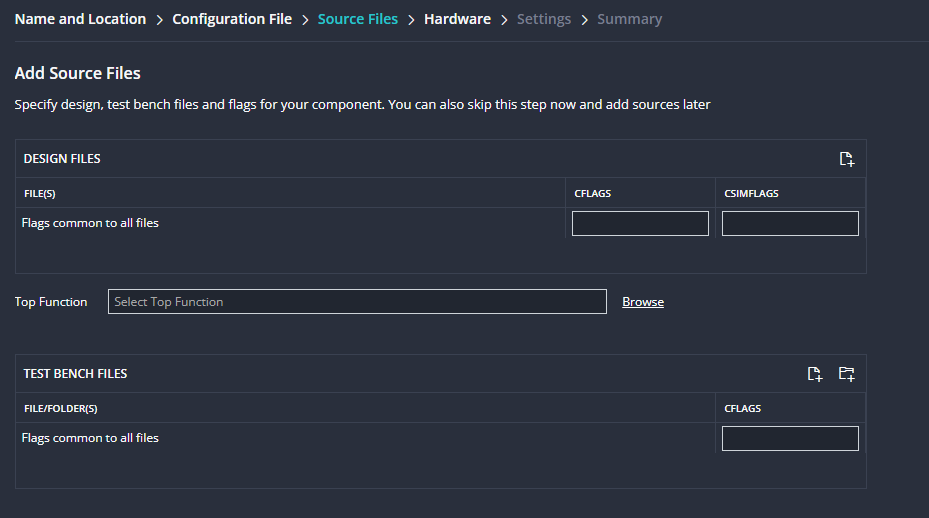 Name and Location > Configuration File > Source Files > Hardware > Settings > Summary
Add Source Files
Specify design, test bench files and flags for your component. You can also skip this step now and add sources later
DESIGN FILES
FILE(S) CFLAGS CSIMFLAGS
Flags common to all files
Top Function Select Top Function Browse
TEST BENCH FILES
FILE/FOLDER(S) CFLAGS
Flags common to all files